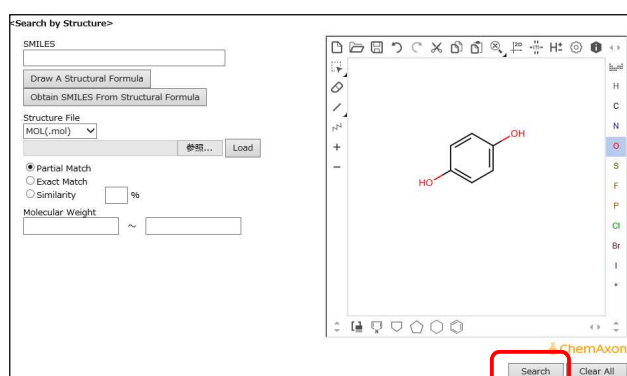 <Search by Structure>
SMILES
Draw A Structural Formula
Obtain SMILES From Structural Formula
Structure File
MOL(.mol)
参照... Load
Partial Match
Exact Match
Similarity %
Molecular Weight
~
2D H±
H
C
N
O
S
F
P
Cl
Br
I
*
OH
HO
ChemAxon
Search Clear All